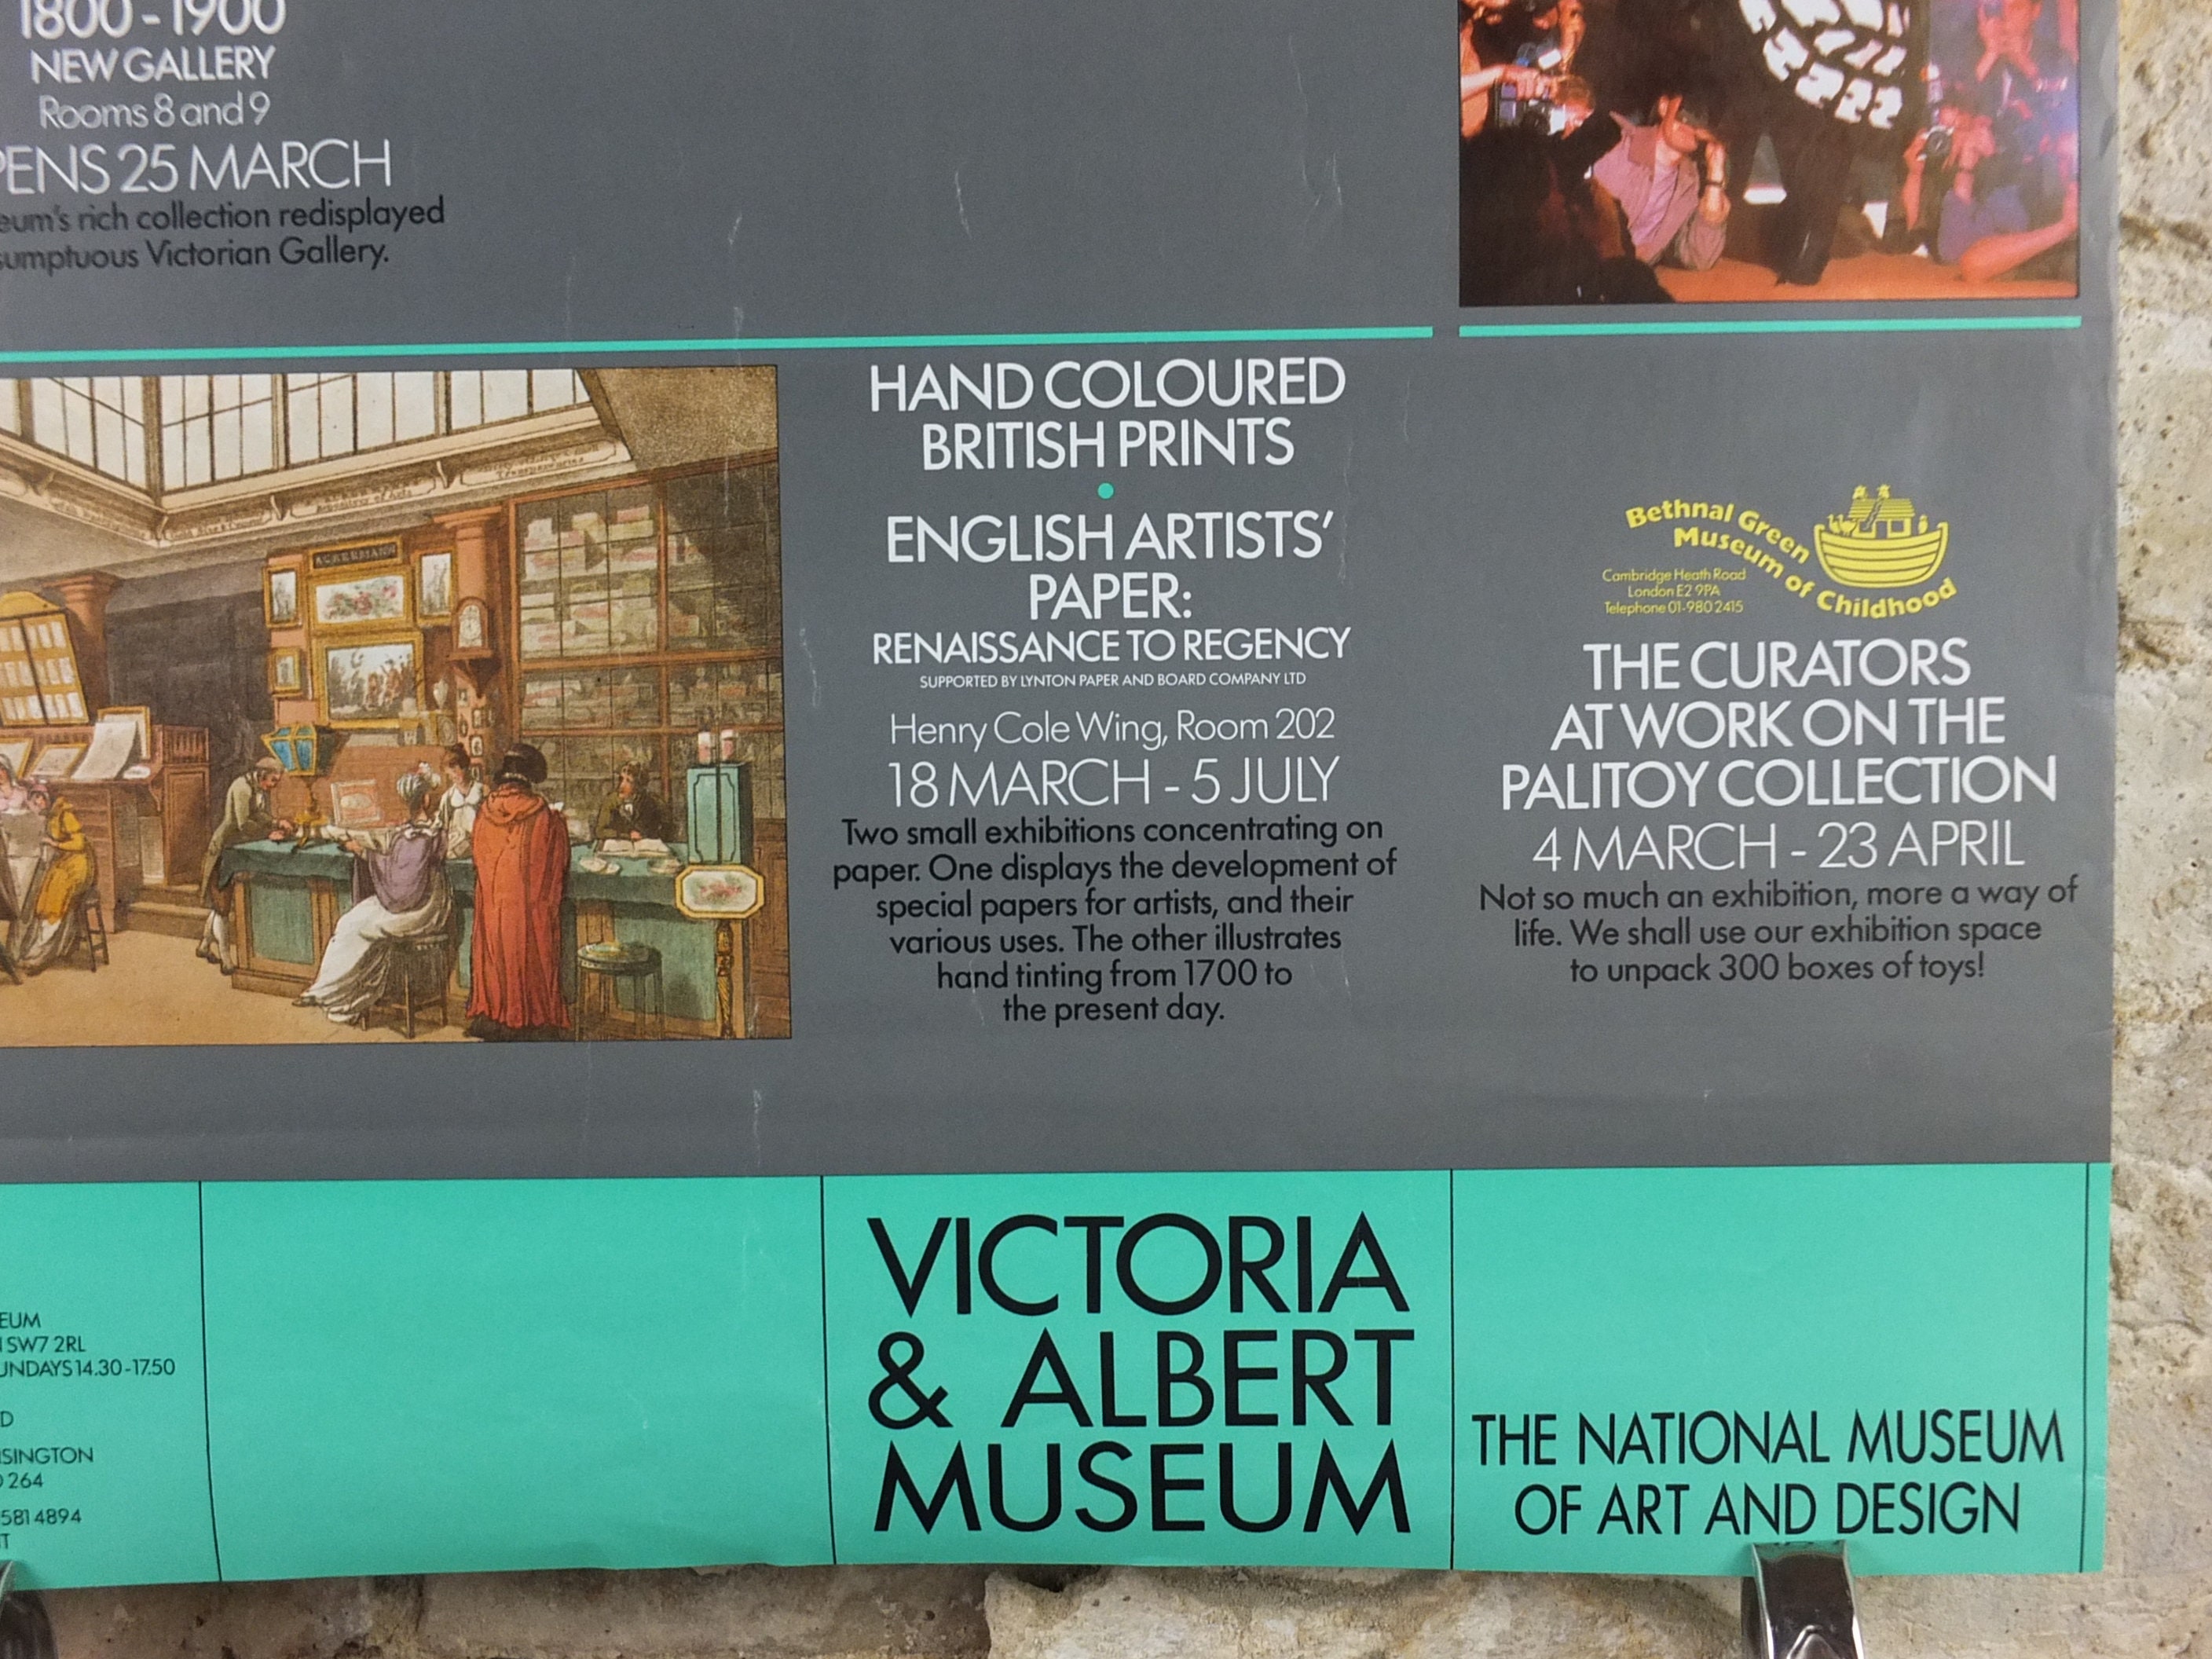 1800-1900
NEW GALLERY
Rooms 8 and 9
PENS 25 MARCH
eum's rich collection redisplayed
sumptuous Victorian Gallery.
ACKERMANN
HAND COLOURED
BRITISH PRINTS
ENGLISH ARTISTS'
PAPER:
RENAISSANCE TO REGENCY
SUPPORTED BY LYNTON PAPER AND BOARD COMPANY LTD
Henry Cole Wing, Room 202
18 MARCH - 5 JULY
Two small exhibitions concentrating on
paper. One displays the development of
special papers for artists, and their
various uses. The other illustrates
hand tinting from 1700 to
the present day.
Bethnal Green
Museum of Childhood
Cambridge Heath Road
London E2 9PA
Telephone 01-980 2415
THE CURATORS
AT WORK ON THE
PALITOY COLLECTION
4 MARCH - 23 APRIL
Not so much an exhibition, more a way of
life. We shall use our exhibition space
to unpack 300 boxes of toys!
EUM
SW7 2RL
UNDAYS 14.30-17.50
D
SINGTON
264
581 4894
T
VICTORIA
& ALBERT
MUSEUM
THE NATIONAL MUSEUM
OF ART AND DESIGN